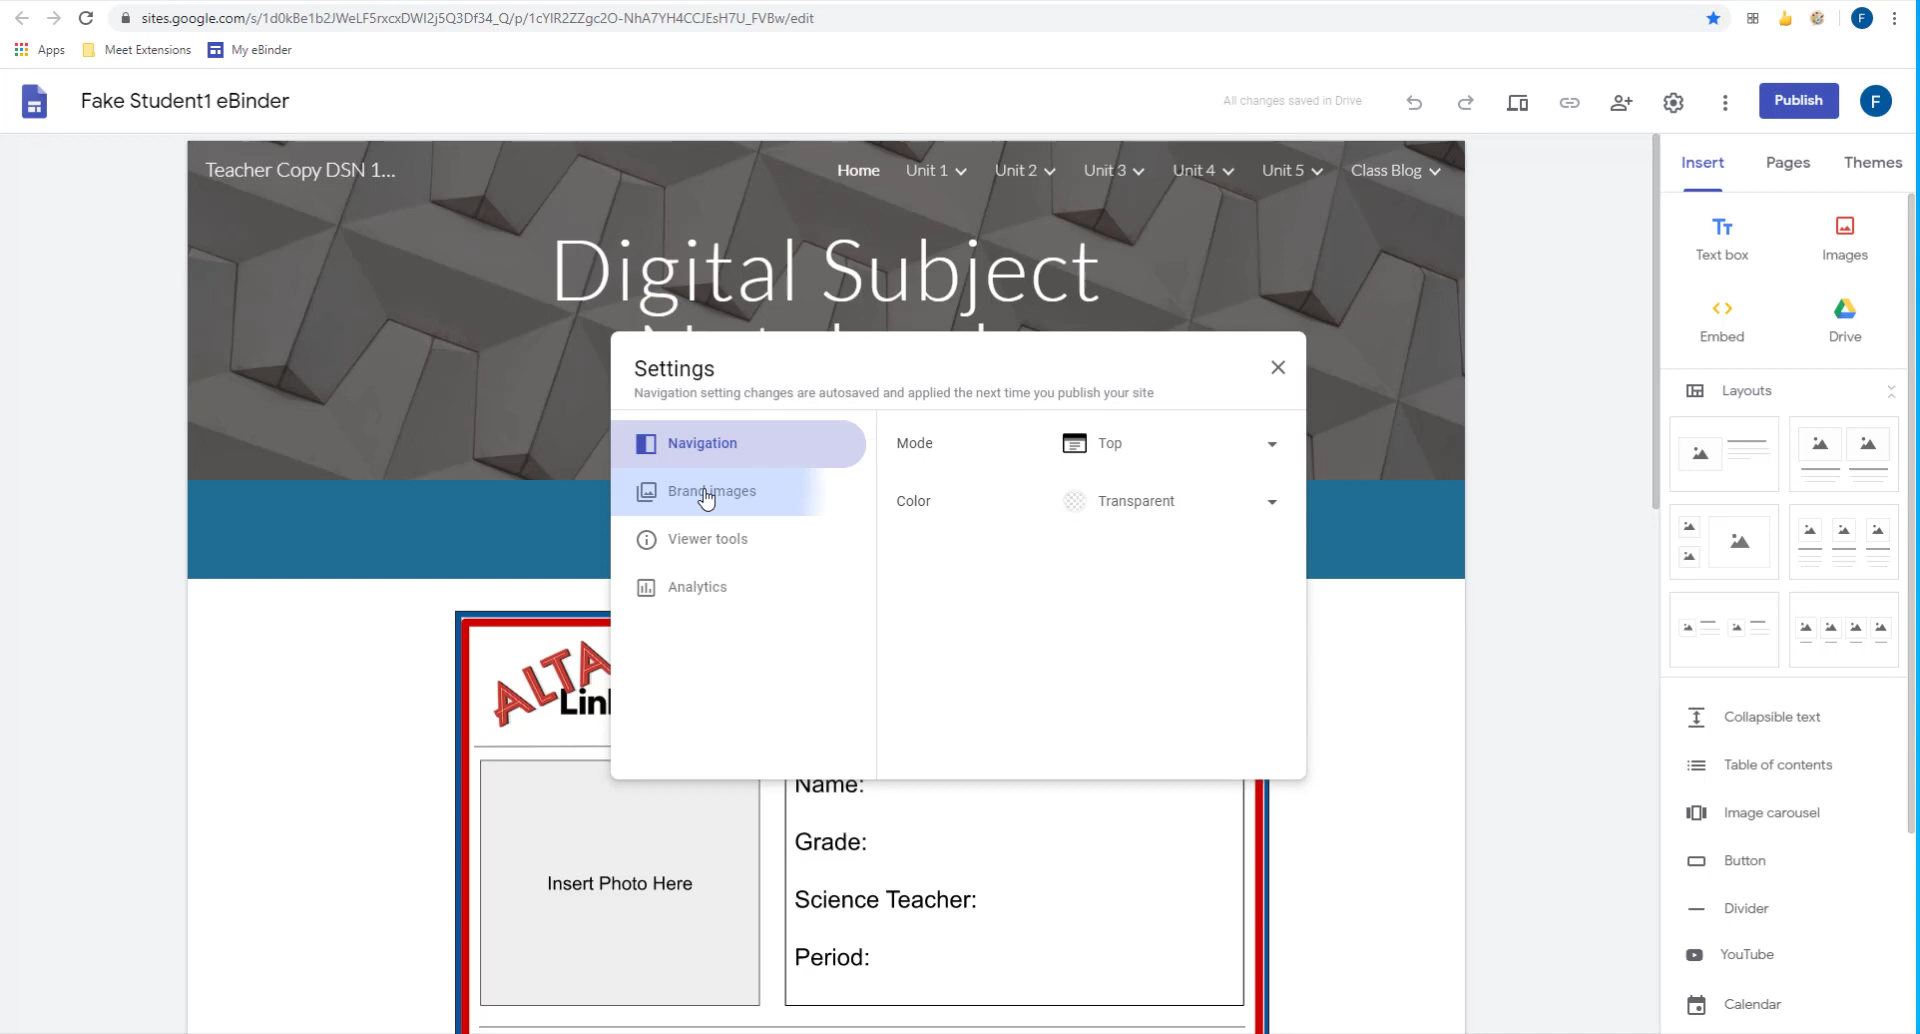 sites.google.com/s/1d0kBe1b2JWeLF5rxcxDWI2j5Q3Df34_Q/p/1cYIR2ZZgc2O-NhA7YH4CCJEsH7U_FVBw/edit
F
Apps
Meet Extensions
My eBinder
Fake Student1 eBinder
All changes saved in Drive
Publish
F
Teacher Copy DSN 1...
Home
Unit 1
Unit 2
Unit 3
Unit 4
Unit 5
Class Blog
Digital Subject
Settings
Navigation setting changes are autosaved and applied the next time you publish your site
Navigation
Brand images
Viewer tools
Analytics
Mode
Top
Color
Transparent
ALTA
Lin
Insert Photo Here
Name:
Grade:
Science Teacher:
Period:
Insert
Pages
Themes
Tt
Text box
Images
Embed
Drive
Layouts
Collapsible text
Table of contents
Image carousel
Button
Divider
YouTube
Calendar